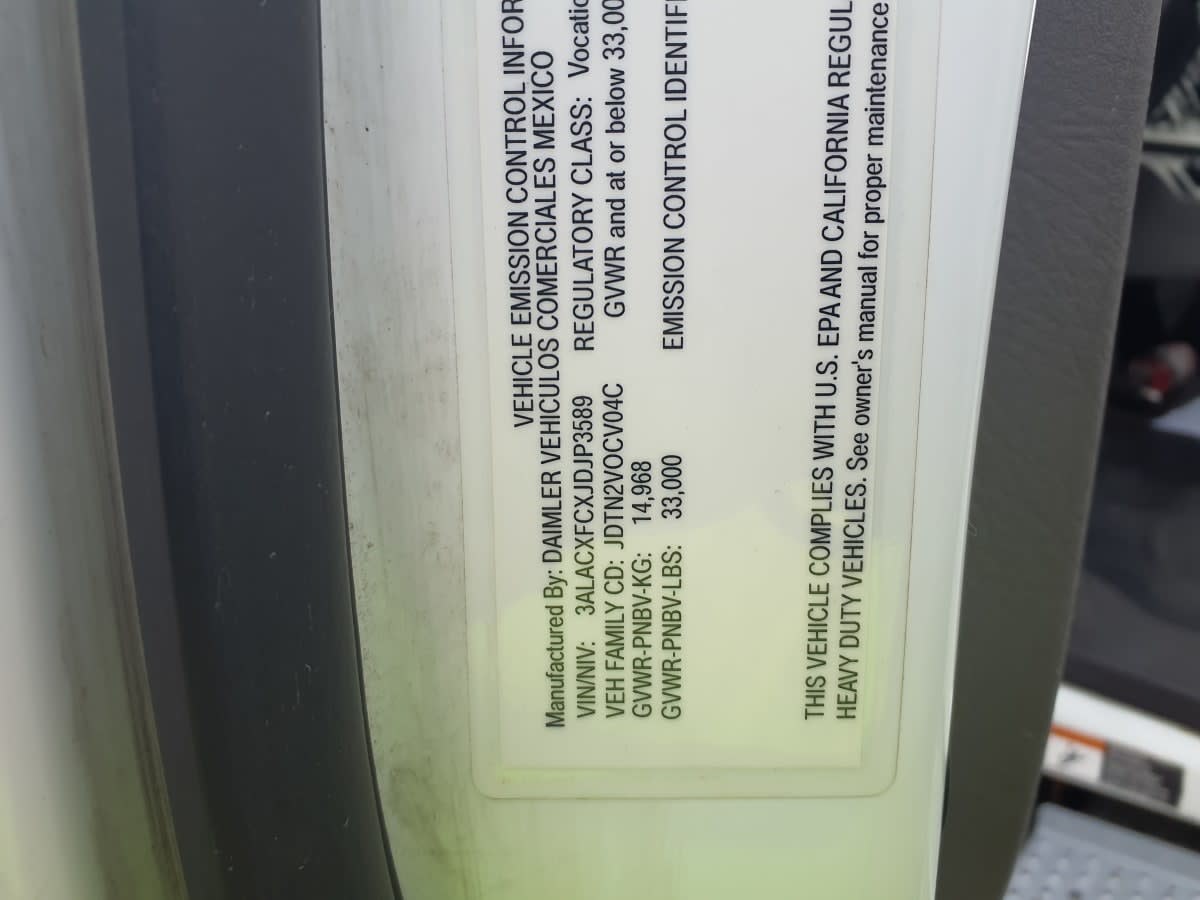 VEHICLE EMISSION CONTROL INFOR
Manufactured By: DAIMLER VEHICULOS COMERCIALES MEXICO
VIN/NIV: 3ALACXFCXJDJP3589 REGULATORY CLASS: Vocatio
VEH FAMILY CD: JDTN2VOCV04C GVWR and at or below 33,00
GVWR-PNBV-KG: 14,968
GVWR-PNBV-LBS: 33,000 EMISSION CONTROL IDENTIFI
THIS VEHICLE COMPLIES WITH U.S. EPA AND CALIFORNIA REGUL
HEAVY DUTY VEHICLES. See owner's manual for proper maintenance